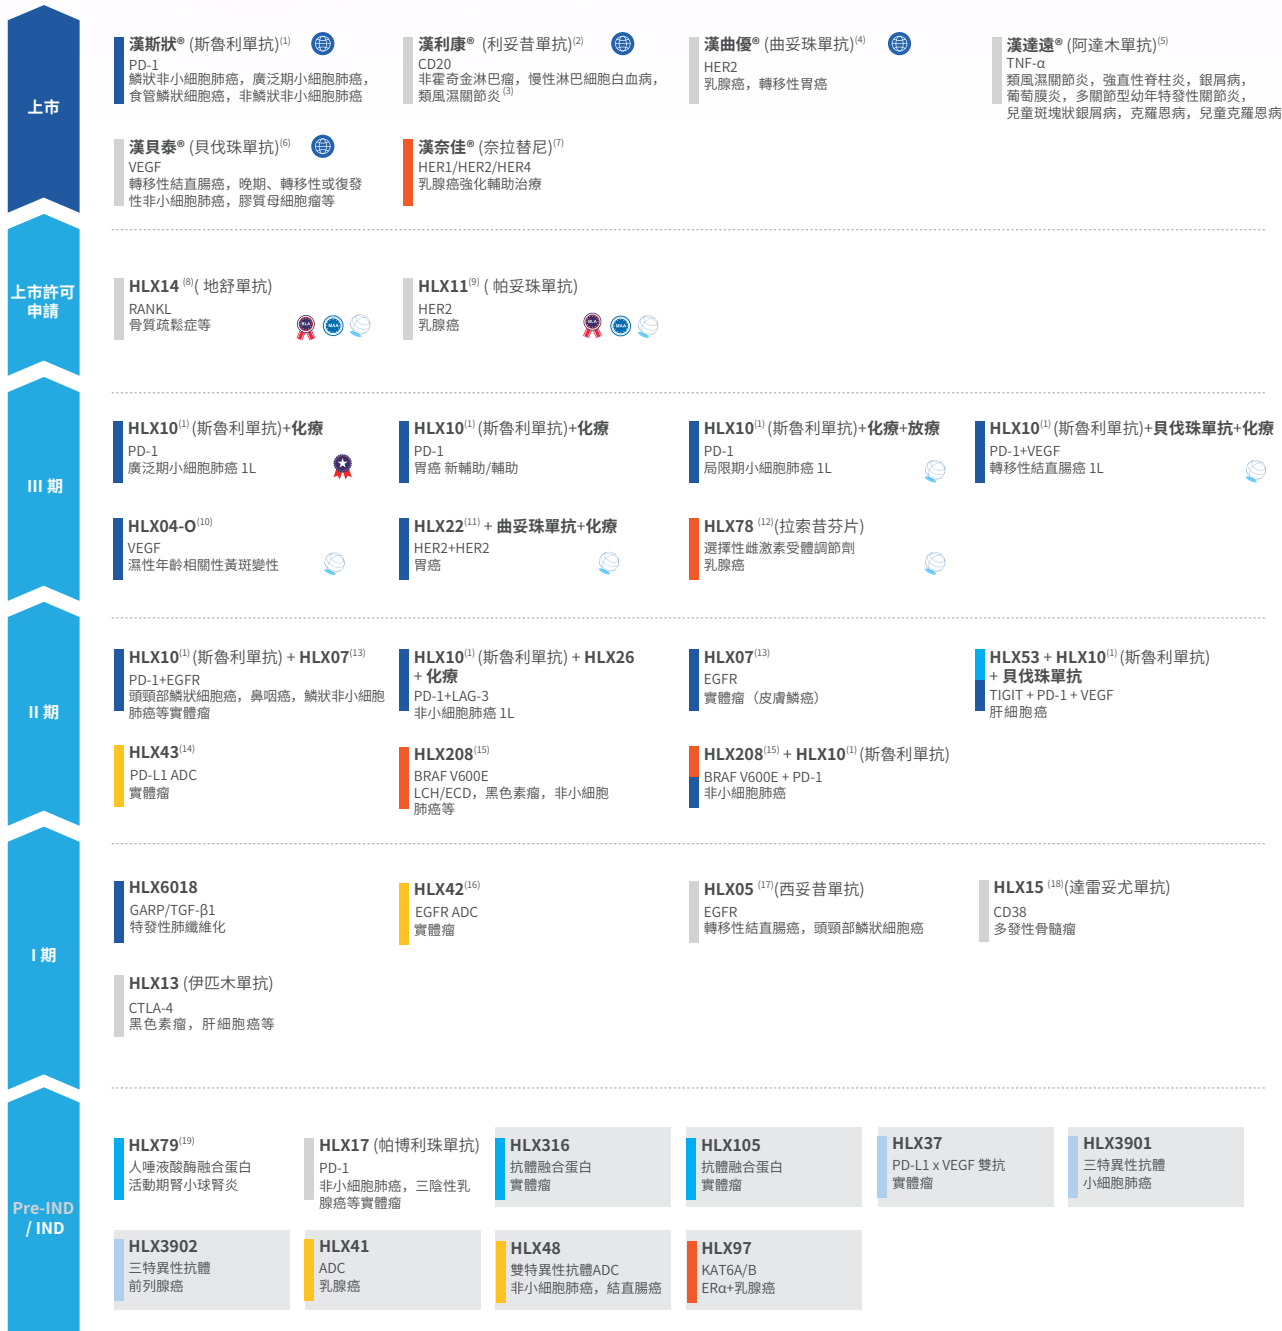 上市
漢斯狀® (斯魯利單抗)(1)
PD-1
鱗狀非小細胞肺癌，廣泛期小細胞肺癌，
食管鱗狀細胞癌，非鱗狀非小細胞肺癌
漢利康® (利妥昔單抗)(2)
CD20
非霍奇金淋巴瘤，慢性淋巴細胞白血病，
類風濕關節炎(3)
漢曲優® (曲妥珠單抗)(4)
HER2
乳腺癌，轉移性胃癌
漢達遠® (阿達木單抗)(5)
TNF-α
類風濕關節炎，強直性脊柱炎，銀屑病，
葡萄膜炎，多關節型幼年特發性關節炎，
兒童斑塊狀銀屑病，克羅恩病，兒童克羅恩病
漢貝泰® (貝伐珠單抗)(6)
VEGF
轉移性結直腸癌，晚期、轉移性或復發
性非小細胞肺癌，膠質母細胞瘤等
漢奈佳® (奈拉替尼)(7)
HER1/HER2/HER4
乳腺癌強化輔助治療
上市許可
申請
HLX14 (8)( 地舒單抗)
RANKL
骨質疏鬆症等
BLA
MAA
HLX11(9) ( 帕妥珠單抗)
HER2
乳腺癌
BLA
MAA
III 期
HLX10(1) (斯魯利單抗)+化療
PD-1
廣泛期小細胞肺癌 1L
HLX10(1) (斯魯利單抗)+化療
PD-1
胃癌 新輔助/輔助
HLX10(1) (斯魯利單抗)+化療+放療
PD-1
局限期小細胞肺癌 1L
HLX10(1) (斯魯利單抗)+貝伐珠單抗+化療
PD-1+VEGF
轉移性結直腸癌 1L
HLX04-O(10)
VEGF
濕性年齡相關性黃斑變性
HLX22(11) + 曲妥珠單抗+化療
HER2+HER2
胃癌
HLX78 (12)(拉索昔芬片)
選擇性雌激素受體調節劑
乳腺癌
II 期
HLX10(1) (斯魯利單抗) + HLX07(13)
PD-1+EGFR
頭頸部鱗狀細胞癌，鼻咽癌，鱗狀非小細胞
肺癌等實體瘤
HLX10(1) (斯魯利單抗) + HLX26
+ 化療
PD-1+LAG-3
非小細胞肺癌 1L
HLX07(13)
EGFR
實體瘤（皮膚鱗癌）
HLX53 + HLX10(1) (斯魯利單抗)
+ 貝伐珠單抗
TIGIT + PD-1 + VEGF
肝細胞癌
HLX43(14)
PD-L1 ADC
實體瘤
HLX208(15)
BRAF V600E
LCH/ECD，黑色素瘤，非小細胞
肺癌等
HLX208(15) + HLX10(1) (斯魯利單抗)
BRAF V600E + PD-1
非小細胞肺癌
I 期
HLX6018
GARP/TGF-β1
特發性肺纖維化
HLX42(16)
EGFR ADC
實體瘤
HLX05 (17)(西妥昔單抗)
EGFR
轉移性結直腸癌，頭頸部鱗狀細胞癌
HLX15 (18)(達雷妥尤單抗)
CD38
多發性骨髓瘤
HLX13 (伊匹木單抗)
CTLA-4
黑色素瘤，肝細胞癌等
Pre-IND
/ IND
HLX79(19)
人唾液酸酶融合蛋白
活動期腎小球腎炎
HLX17 (帕博利珠單抗)
PD-1
非小細胞肺癌，三陰性乳
腺癌等實體瘤
HLX316
抗體融合蛋白
實體瘤
HLX105
抗體融合蛋白
實體瘤
HLX37
PD-L1 x VEGF 雙抗
實體瘤
HLX3901
三特異性抗體
小細胞肺癌
HLX3902
三特異性抗體
前列腺癌
HLX41
ADC
乳腺癌
HLX48
雙特異性抗體ADC
非小細胞肺癌，結直腸癌
HLX97
KAT6A/B
ERα+乳腺癌